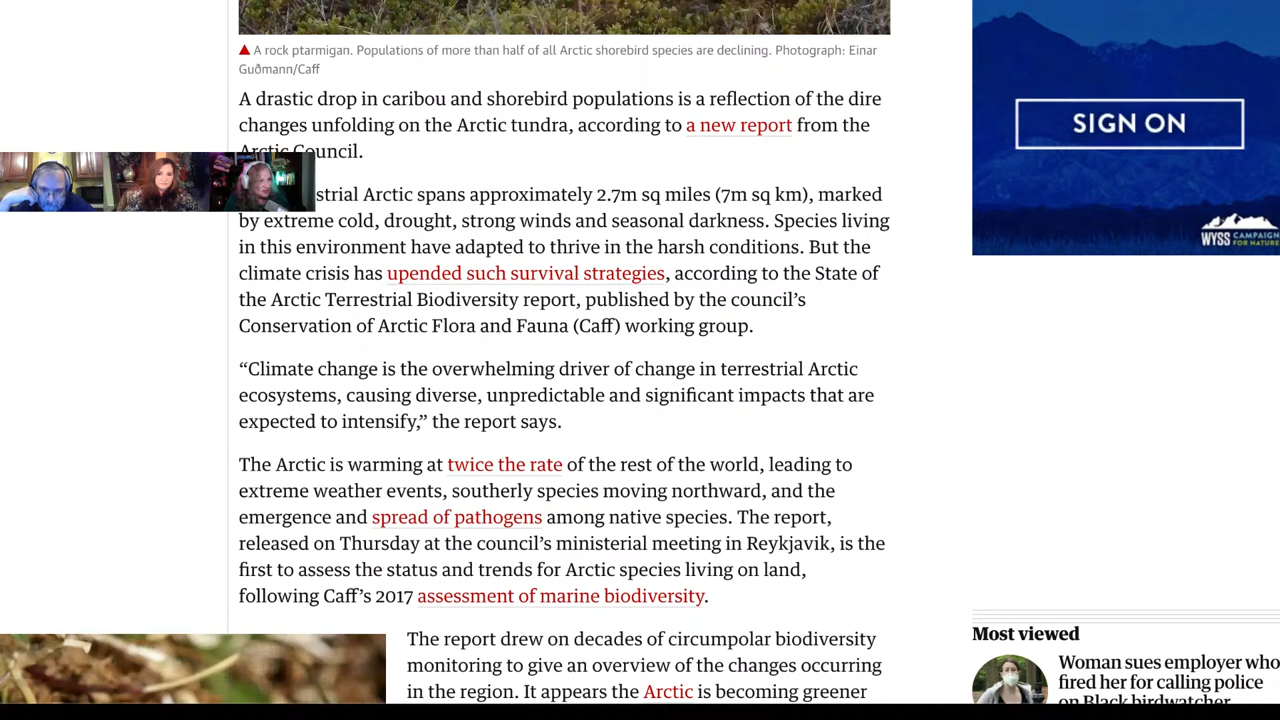 A rock ptarmigan. Populations of more than half of all Arctic shorebird species are declining. Photograph: Einar
Guðmann/Caff
A drastic drop in caribou and shorebird populations is a reflection of the dire
changes unfolding on the Arctic tundra, according to a new report from the
Arctic Council.
strial Arctic spans approximately 2.7m sq miles (7m sq km), marked
by extreme cold, drought, strong winds and seasonal darkness. Species living
in this environment have adapted to thrive in the harsh conditions. But the
climate crisis has upended such survival strategies, according to the State of
the Arctic Terrestrial Biodiversity report, published by the council’s
Conservation of Arctic Flora and Fauna (Caff) working group.
“Climate change is the overwhelming driver of change in terrestrial Arctic
ecosystems, causing diverse, unpredictable and significant impacts that are
expected to intensify,” the report says.
The Arctic is warming at twice the rate of the rest of the world, leading to
extreme weather events, southerly species moving northward, and the
emergence and spread of pathogens among native species. The report,
released on Thursday at the council’s ministerial meeting in Reykjavik, is the
first to assess the status and trends for Arctic species living on land,
following Caff’s 2017 assessment of marine biodiversity.
The report drew on decades of circumpolar biodiversity
monitoring to give an overview of the changes occurring
in the region. It appears the Arctic is becoming greener
SIGN ON
WYSS CAMPAIGN
FOR NATURE
Most viewed
Woman sues employer who
fired her for calling police
on Black birdwatcher